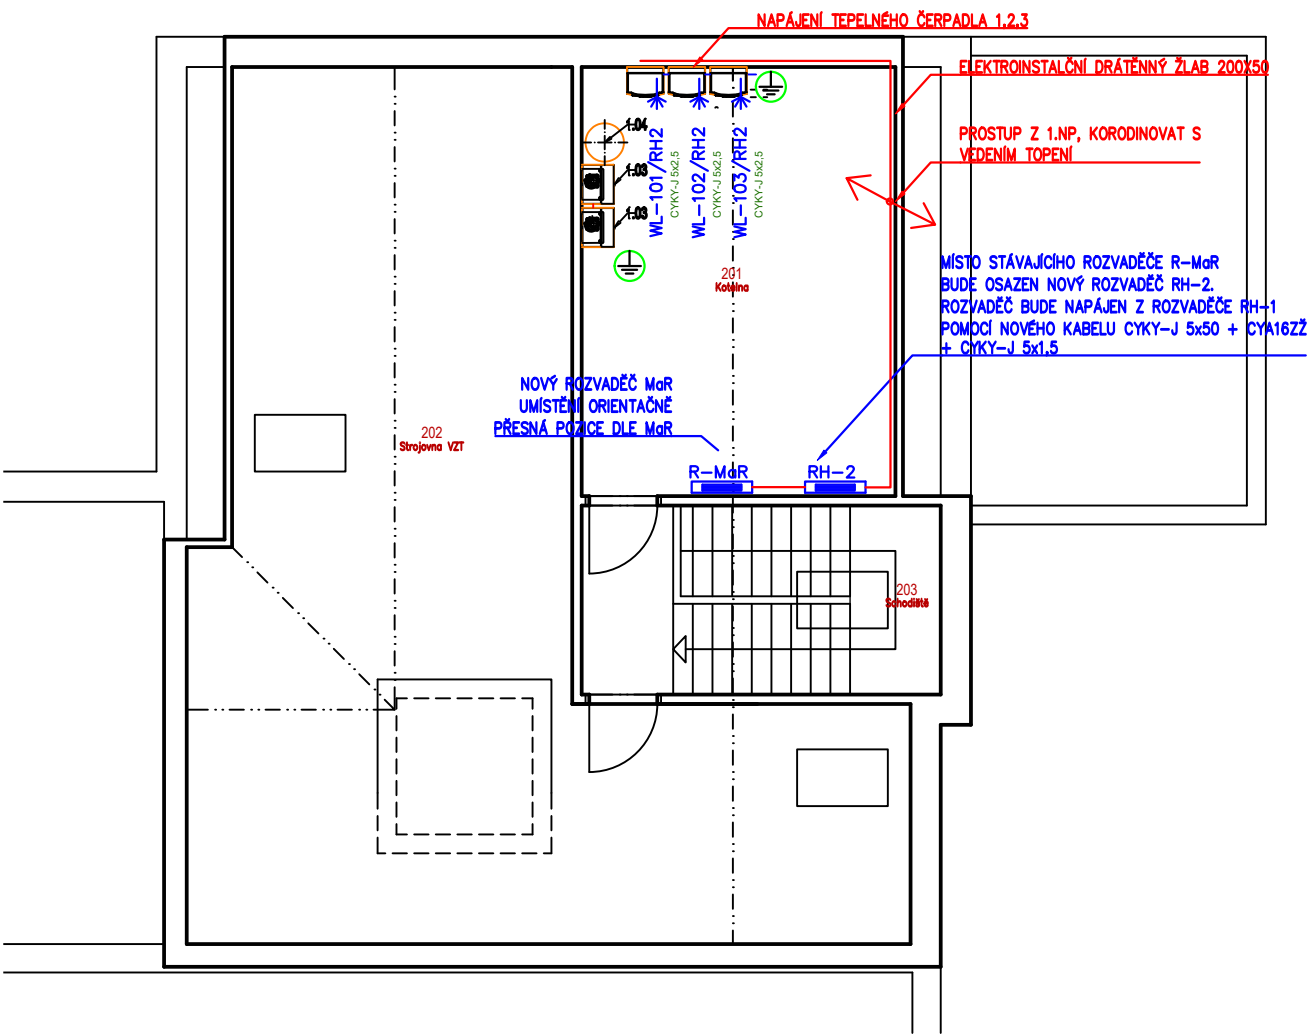 NAPÁJENÍ TEPELNÉHO ČERPADLA 1,2,3
ELEKTROINSTALČNÍ DRÁTĚNNÝ ŽLAB 200X50
PROSTUP Z 1.NP, KORODINOVAT S
VEDENÍM TOPENÍ
1.04
1.03
1.03
WL-101/RH2
CYKY-J 5x2,5
WL-102/RH2
CYKY-J 5x2,5
WL-103/RH2
CYKY-J 5x2,5
201
Kotelna
MÍSTO STÁVAJÍCÍHO ROZVADĚČE R-MaR
BUDE OSAZEN NOVÝ ROZVADĚČ RH-2.
ROZVADĚČ BUDE NAPÁJEN Z ROZVADĚČE RH-1
POMOCÍ NOVÉHO KABELU CYKY-J 5x50 + CYA16ZŽ
+ CYKY-J 5x1,5
NOVÝ ROZVADĚČ MaR
UMÍSTĚNÍ ORIENTAČNĚ
PŘESNÁ POZICE DLE MaR
202
Strojovna VZT
R-MaR
RH-2
203
Schodiště